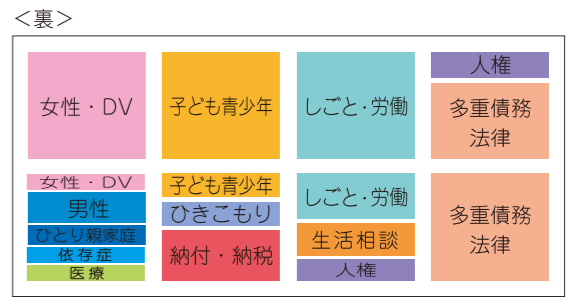 ＜裏＞
女性・DV
子ども青少年
しごと・労働
人権
多重債務
法律
女性・DV
男性
ひとり親家庭
依存症
医療
子ども青少年
ひきこもり
納付・納税
しごと・労働
生活相談
人権
多重債務
法律